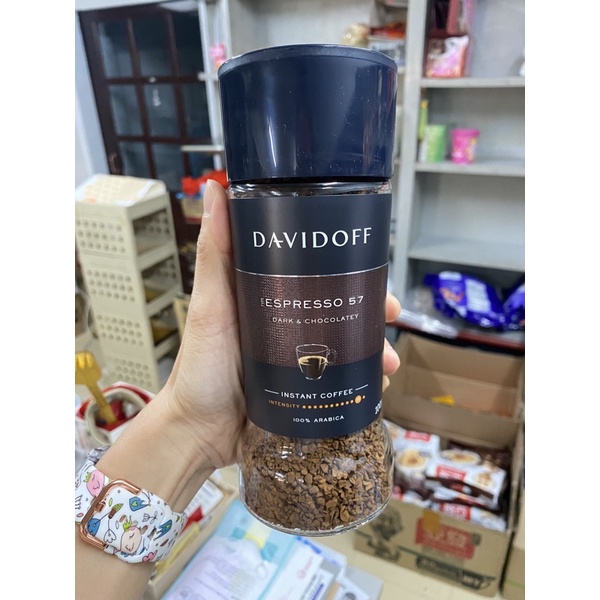 DAVIDOFF
ESPRESSO 57
DARK & CHOCOLATEY
INSTANT COFFEE
INTENSITY
100% ARABICA